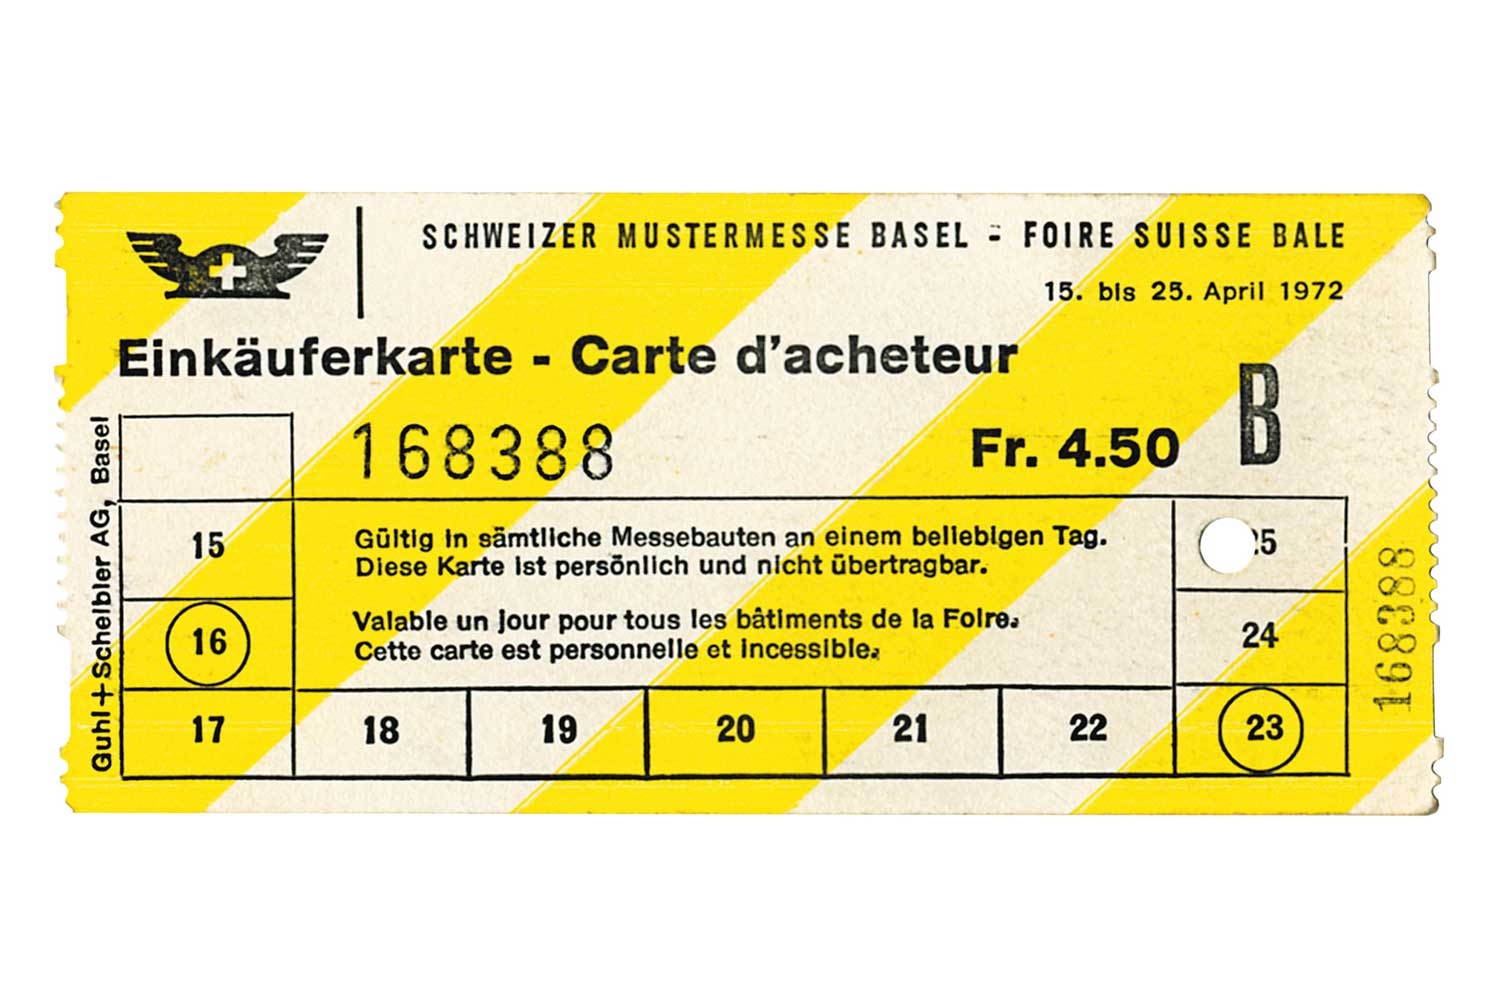 SCHWEIZER MUSTERMESSE BASEL - FOIRE SUISSE BALE
15. bis 25. April 1972
Einkäuferkarte - Carte d'acheteur
168388
Fr. 4.50
B
Guhl+Scheibler AG, Basel
15
Gültig in sämtliche Messebauten an einem beliebigen Tag.
Diese Karte ist persönlich und nicht übertragbar.
25
16
Valable un jour pour tous les bâtiments de la Foire.
Cette carte est personnelle et incessible.
24
17
18
19
20
21
22
23
168388